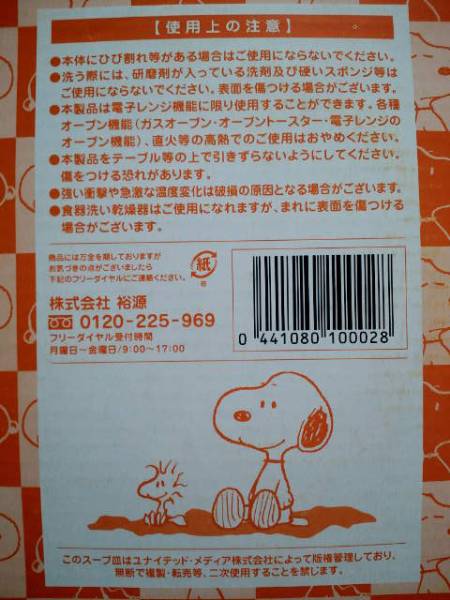 【使用上の注意】
●本体にひび割れ等がある場合はご使用にならないでください。
●洗う際には、研磨剤が入っている洗剤及び硬いスポンジ等は
ご使用にならないでください。表面を傷つける場合がございます。
●本製品は電子レンジ機能に限り使用することができます。各種
オーブン機能(ガスオーブン・オーブントースター・電子レンジの
オーブン機能)、直火等の高熱でのご使用はおやめください。
●本製品をテーブル等の上で引きずらないようにしてください。
傷をつける恐れがあります。
●強い衝撃や急激な温度変化は破損の原因となる場合がございます。
●食器洗い乾燥器はご使用になれますが、まれに表面を傷つける
場合がございます。
商品には万全を期しておりますが
お気づきの点がございましたら
下記のフリーダイヤルにご連絡ください。
紙
株式会社 裕源
0120-225-969
フリーダイヤル受付時間
月曜日~金曜日/9:00~17:00
0 441080 100028
このスープ皿はユナイテッド・メディア株式会社によって版権管理しており、
無断で複製・転売等、二次使用することを禁じます。